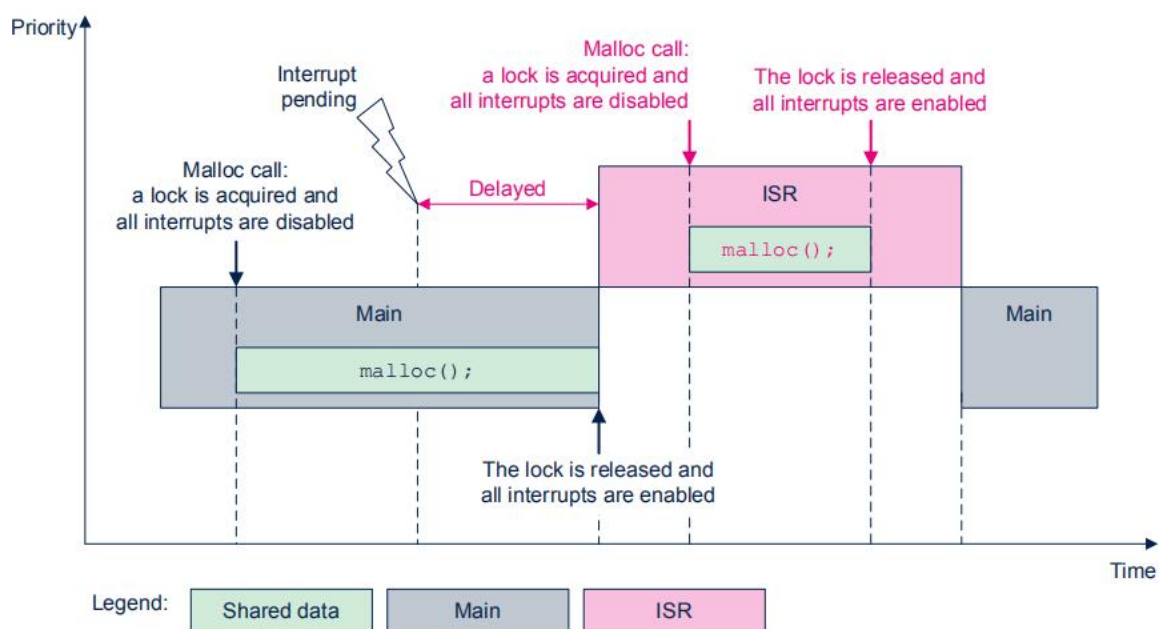 Priority
Malloc call:
a lock is acquired and
all interrupts are disabled
The lock is released and
all interrupts are enabled
Interrupt
pending
Malloc call:
a lock is acquired and
all interrupts are disabled
Delayed
ISR
malloc();
Main
Main
malloc();
The lock is released and
all interrupts are enabled
Time
Legend:
Shared data
Main
ISR